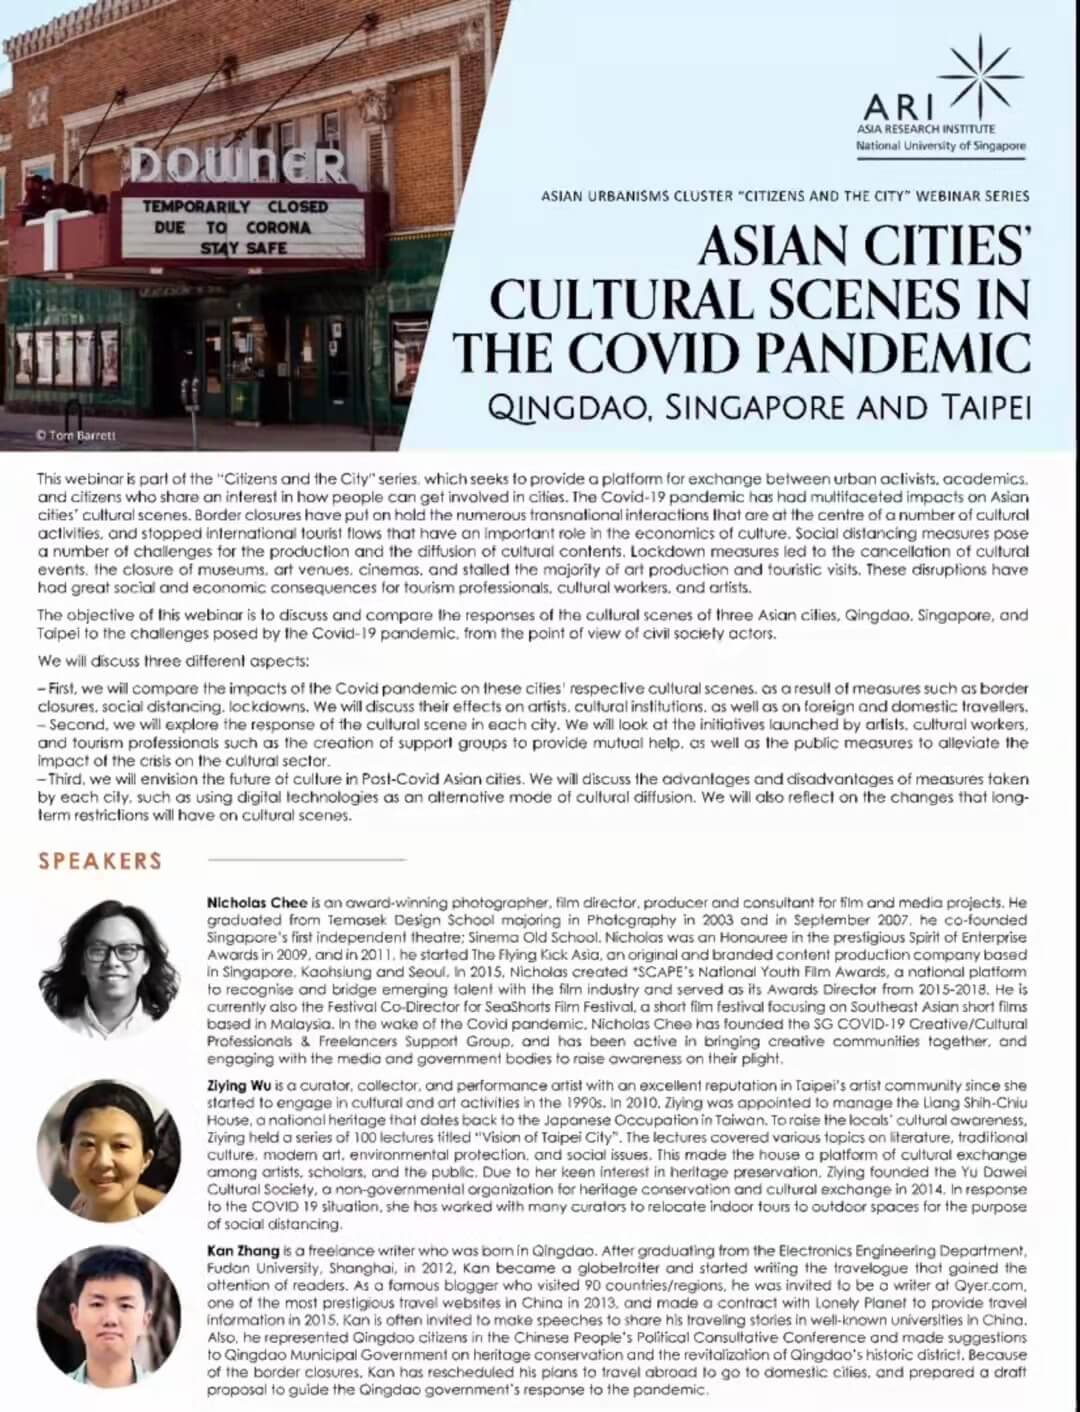 DOWNER
TEMPORARILY CLOSED
DUE TO CORONA
STAY SAFE
© Tom Barrett
ARI
ASIA RESEARCH INSTITUTE
National University of Singapore
ASIAN URBANISMS CLUSTER "CITIZENS AND THE CITY" WEBINAR SERIES
ASIAN CITIES'
CULTURAL SCENES IN
THE COVID PANDEMIC
QINGDAO, SINGAPORE AND TAIPEI
This webinar is part of the "Citizens and the City" series, which seeks to provide a platform for exchange between urban activists, academics,
and citizens who share an interest in how people can get involved in cities. The Covid-19 pandemic has had multifaceted impacts on Asian
cities' cultural scenes. Border closures have put on hold the numerous transnational interactions that are at the centre of a number of cultural
activities, and stopped international tourist flows that have an important role in the economics of culture. Social distancing measures pose
a number of challenges for the production and the diffusion of cultural contents. Lockdown measures led to the cancellation of cultural
events, the closure of museums, art venues, cinemas, and stalled the majority of art production and touristic visits. These disruptions have
had great social and economic consequences for tourism professionals, cultural workers, and artists.
The objective of this webinar is to discuss and compare the responses of the cultural scenes of three Asian cities, Qingdao, Singapore, and
Taipei to the challenges posed by the Covid-19 pandemic, from the point of view of civil society actors.
We will discuss three different aspects:
– First, we will compare the impacts of the Covid pandemic on these cities' respective cultural scenes, as a result of measures such as border
closures, social distancing, lockdowns. We will discuss their effects on artists, cultural institutions, as well as on foreign and domestic travellers.
– Second, we will explore the response of the cultural scene in each city. We will look at the initiatives launched by artists, cultural workers,
and tourism professionals such as the creation of support groups to provide mutual help, as well as the public measures to alleviate the
impact of the crisis on the cultural sector.
– Third, we will envision the future of culture in Post-Covid Asian cities. We will discuss the advantages and disadvantages of measures taken
by each city, such as using digital technologies as an alternative mode of cultural diffusion. We will also reflect on the changes that long-
term restrictions will have on cultural scenes.
SPEAKERS
Nicholas Chee is an award-winning photographer, film director, producer and consultant for film and media projects. He
graduated from Temasek Design School majoring in Photography in 2003 and in September 2007, he co-founded
Singapore's first independent theatre; Sinema Old School. Nicholas was an Honouree in the prestigious Spirit of Enterprise
Awards in 2009, and in 2011, he started The Flying Kick Asia, an original and branded content production company based
in Singapore, Kaohsiung and Seoul. In 2015, Nicholas created *SCAPE's National Youth Film Awards, a national platform
to recognise and bridge emerging talent with the film industry and served as its Awards Director from 2015-2018. He is
currently also the Festival Co-Director for SeaShorts Film Festival, a short film festival focusing on Southeast Asian short films
based in Malaysia. In the wake of the Covid pandemic, Nicholas Chee has founded the SG COVID-19 Creative/Cultural
Professionals & Freelancers Support Group, and has been active in bringing creative communities together, and
engaging with the media and government bodies to raise awareness on their plight.
Ziying Wu is a curator, collector, and performance artist with an excellent reputation in Taipei's artist community since she
started to engage in cultural and art activities in the 1990s. In 2010, Ziying was appointed to manage the Liang Shih-Chiu
House, a national heritage that dates back to the Japanese Occupation in Taiwan. To raise the locals' cultural awareness,
Ziying held a series of 100 lectures titled "Vision of Taipei City". The lectures covered various topics on literature, traditional
culture, modern art, environmental protection, and social issues. This made the house a platform of cultural exchange
among artists, scholars, and the public. Due to her keen interest in heritage preservation, Ziying founded the Yu Dawei
Cultural Society, a non-governmental organization for heritage conservation and cultural exchange in 2014. In response
to the COVID 19 situation, she has worked with many curators to relocate indoor tours to outdoor spaces for the purpose
of social distancing.
Kan Zhang is a freelance writer who was born in Qingdao. After graduating from the Electronics Engineering Department,
Fudan University, Shanghai, in 2012, Kan became a globetrotter and started writing the travelogue that gained the
attention of readers. As a famous blogger who visited 90 countries/regions, he was invited to be a writer at Qyer.com,
one of the most prestigious travel websites in China in 2013, and made a contract with Lonely Planet to provide travel
information in 2015. Kan is often invited to make speeches to share his traveling stories in well-known universities in China.
Also, he represented Qingdao citizens in the Chinese People's Political Consultative Conference and made suggestions
to Qingdao Municipal Government on heritage conservation and the revitalization of Qingdao's historic district. Because
of the border closures, Kan has rescheduled his plans to travel abroad to go to domestic cities, and prepared a draft
proposal to guide the Qingdao government's response to the pandemic.